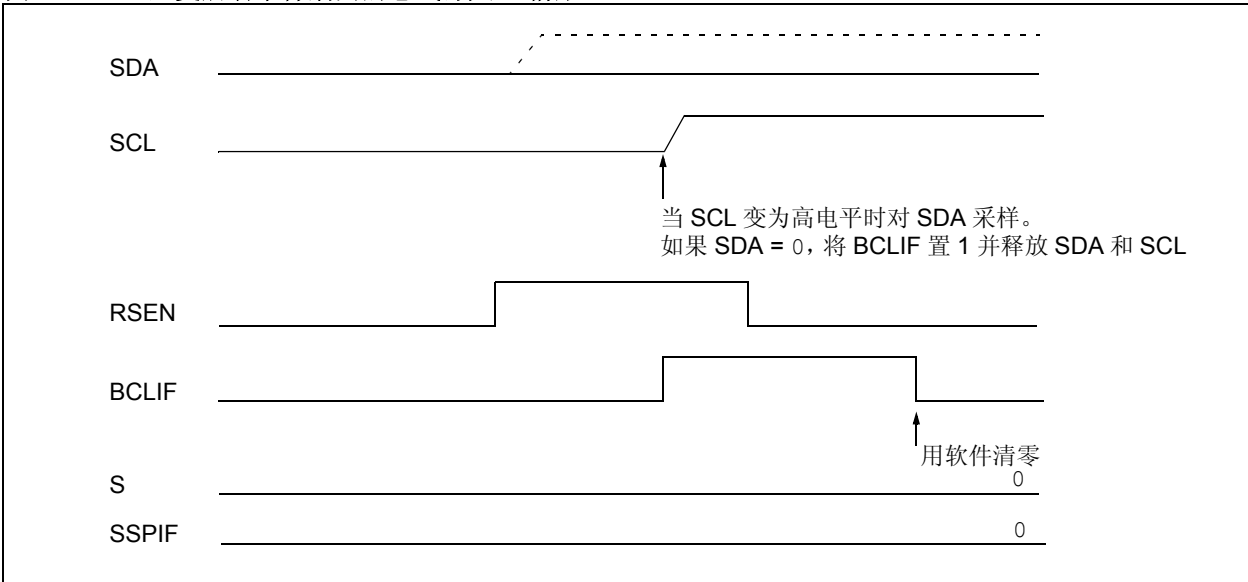 SDA
SCL
当 SCL 变为高电平时对 SDA 采样。
如果 SDA = 0，将 BCLIF 置 1 并释放 SDA 和 SCL
RSEN
BCLIF
用软件清零
S
0
SSPIF
0